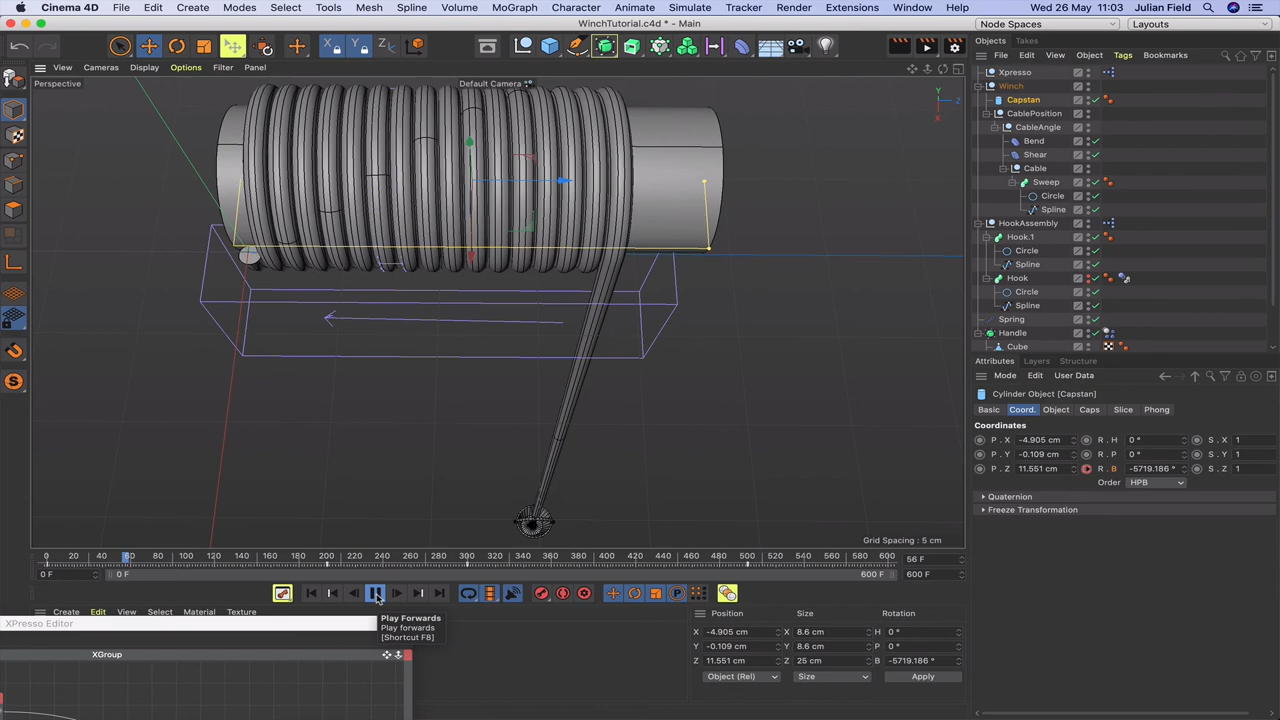 Cinema 4D File Edit Create Modes Select Tools Mesh Spline Volume MoGraph Character Animate Simulate Tracker Render Extensions Window Help Wed 26 May 11:03 Julian Field
WinchTutorial.c4d * - Main Node Spaces Layouts
Objects Takes
View Cameras Display Options Filter Panel File Edit View Object Tags Bookmarks
Perspective Default Camera
Xpresso
Winch
Capstan
CablePosition
CableAngle
Bend
Shear
Cable
Sweep
Circle
Spline
HookAssembly
Hook.1
Circle
Spline
Hook
Circle
Spline
Spring
Handle
Cube
Y
Z
X
Attributes Layers Structure
Mode Edit User Data
Cylinder Object [Capstan]
Basic Coord. Object Caps Slice Phong
Coordinates
P . X -4.905 cm R . H 0 ° S . X 1
P . Y -0.109 cm R . P 0 ° S . Y 1
P . Z 11.551 cm R . B -5719.186 ° S . Z 1
Order HPB
Quaternion
Freeze Transformation
Grid Spacing : 5 cm
0 20 40 60 80 100 120 140 160 180 200 220 240 260 280 300 320 340 360 380 400 420 440 460 480 500 520 540 560 580 600 56 F
0 F 0 F 600 F 600 F
Create Edit View Select Material Texture
Play Forwards
Play forwards
[Shortcut F8]
XPresso Editor
XGroup
Position Size Rotation
X -4.905 cm X 8.6 cm H 0 °
Y -0.109 cm Y 8.6 cm P 0 °
Z 11.551 cm Z 25 cm B -5719.186 °
Object (Rel) Size Apply